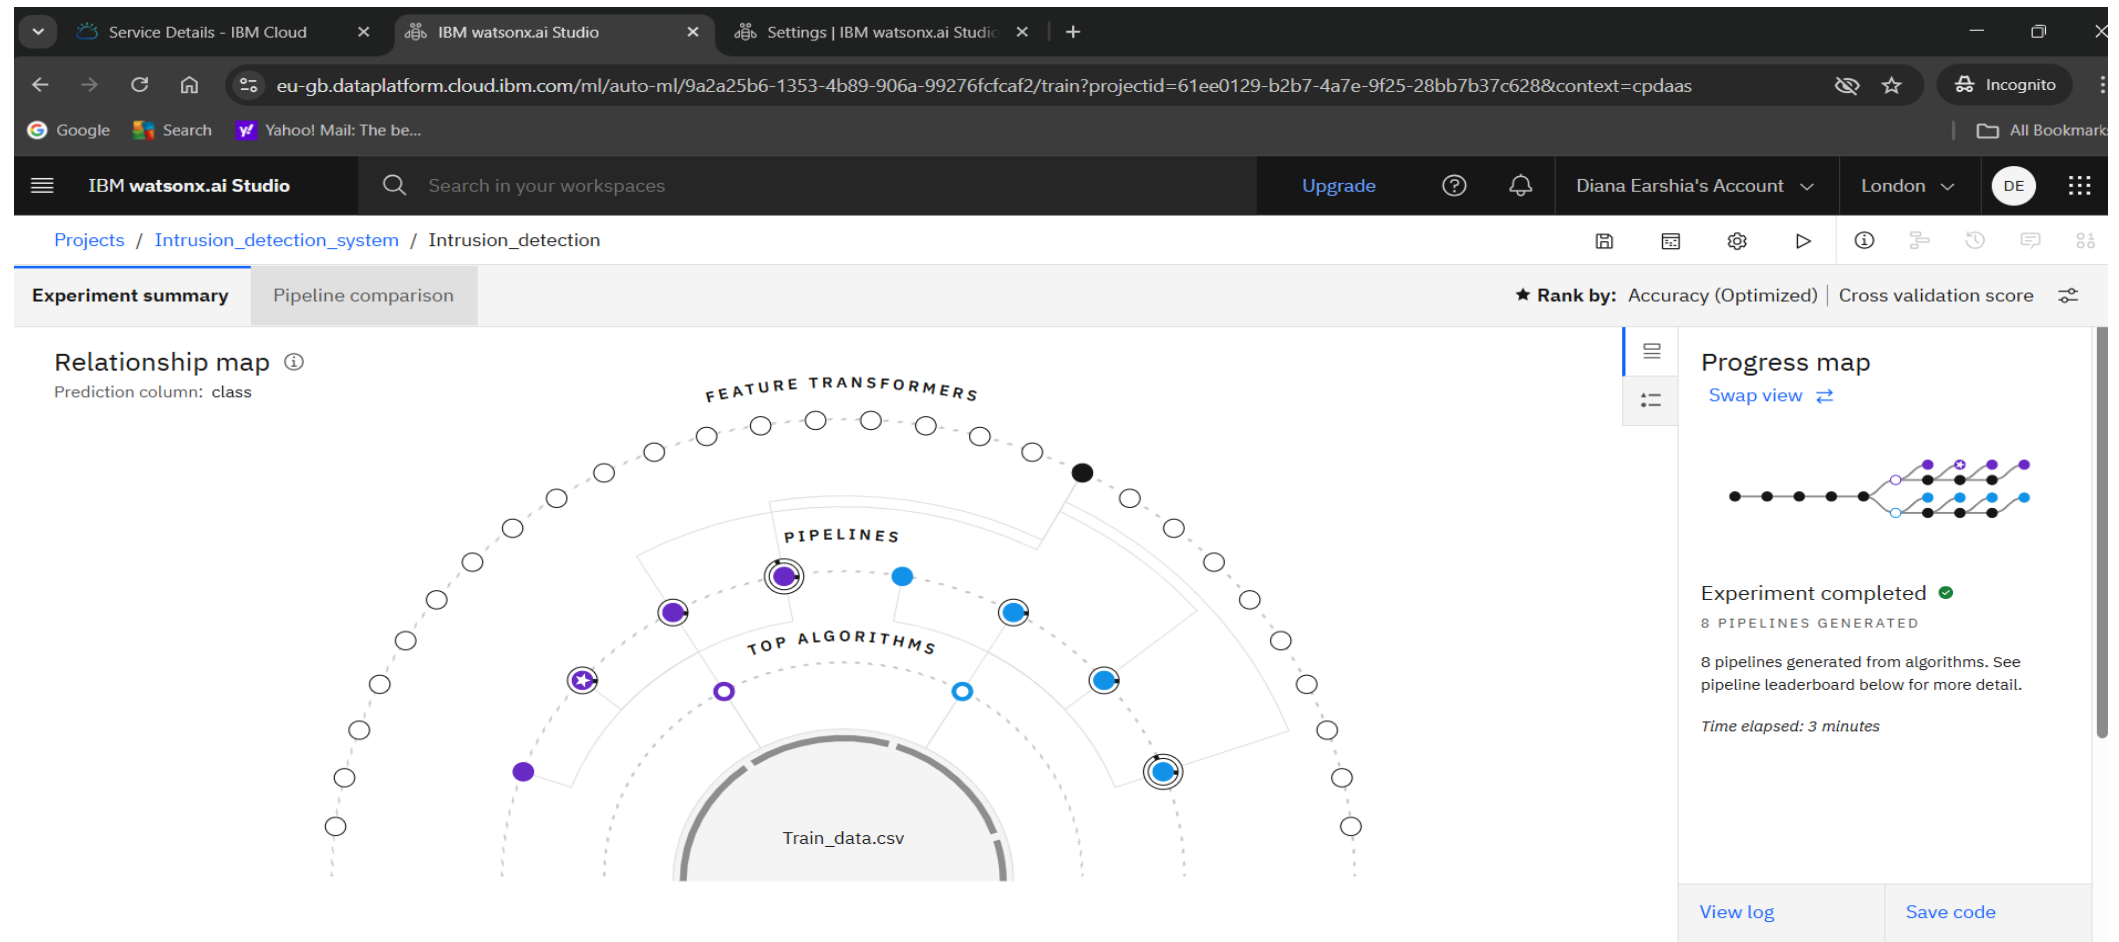 Service Details - IBM Cloud
IBM watsonx.ai Studio
Settings | IBM watsonx.ai Studio
eu-gb.dataplatform.cloud.ibm.com/ml/auto-ml/9a2a25b6-1353-4b89-906a-99276fcfcaf2/train?projectid=61ee0129-b2b7-4a7e-9f25-28bb7b37c628&context=cpdaas
Incognito
Google
Search
Yahoo! Mail: The be...
All Bookmarks
IBM watsonx.ai Studio
Search in your workspaces
Upgrade
Diana Earshia's Account
London
DE
Projects / Intrusion_detection_system / Intrusion_detection
Experiment summary
Pipeline comparison
Rank by: Accuracy (Optimized) | Cross validation score
Relationship map
Prediction column: class
FEATURE TRANSFORMERS
PIPELINES
TOP ALGORITHMS
Train_data.csv
Progress map
Swap view
Experiment completed
8 PIPELINES GENERATED
8 pipelines generated from algorithms. See
pipeline leaderboard below for more detail.
Time elapsed: 3 minutes
View log
Save code